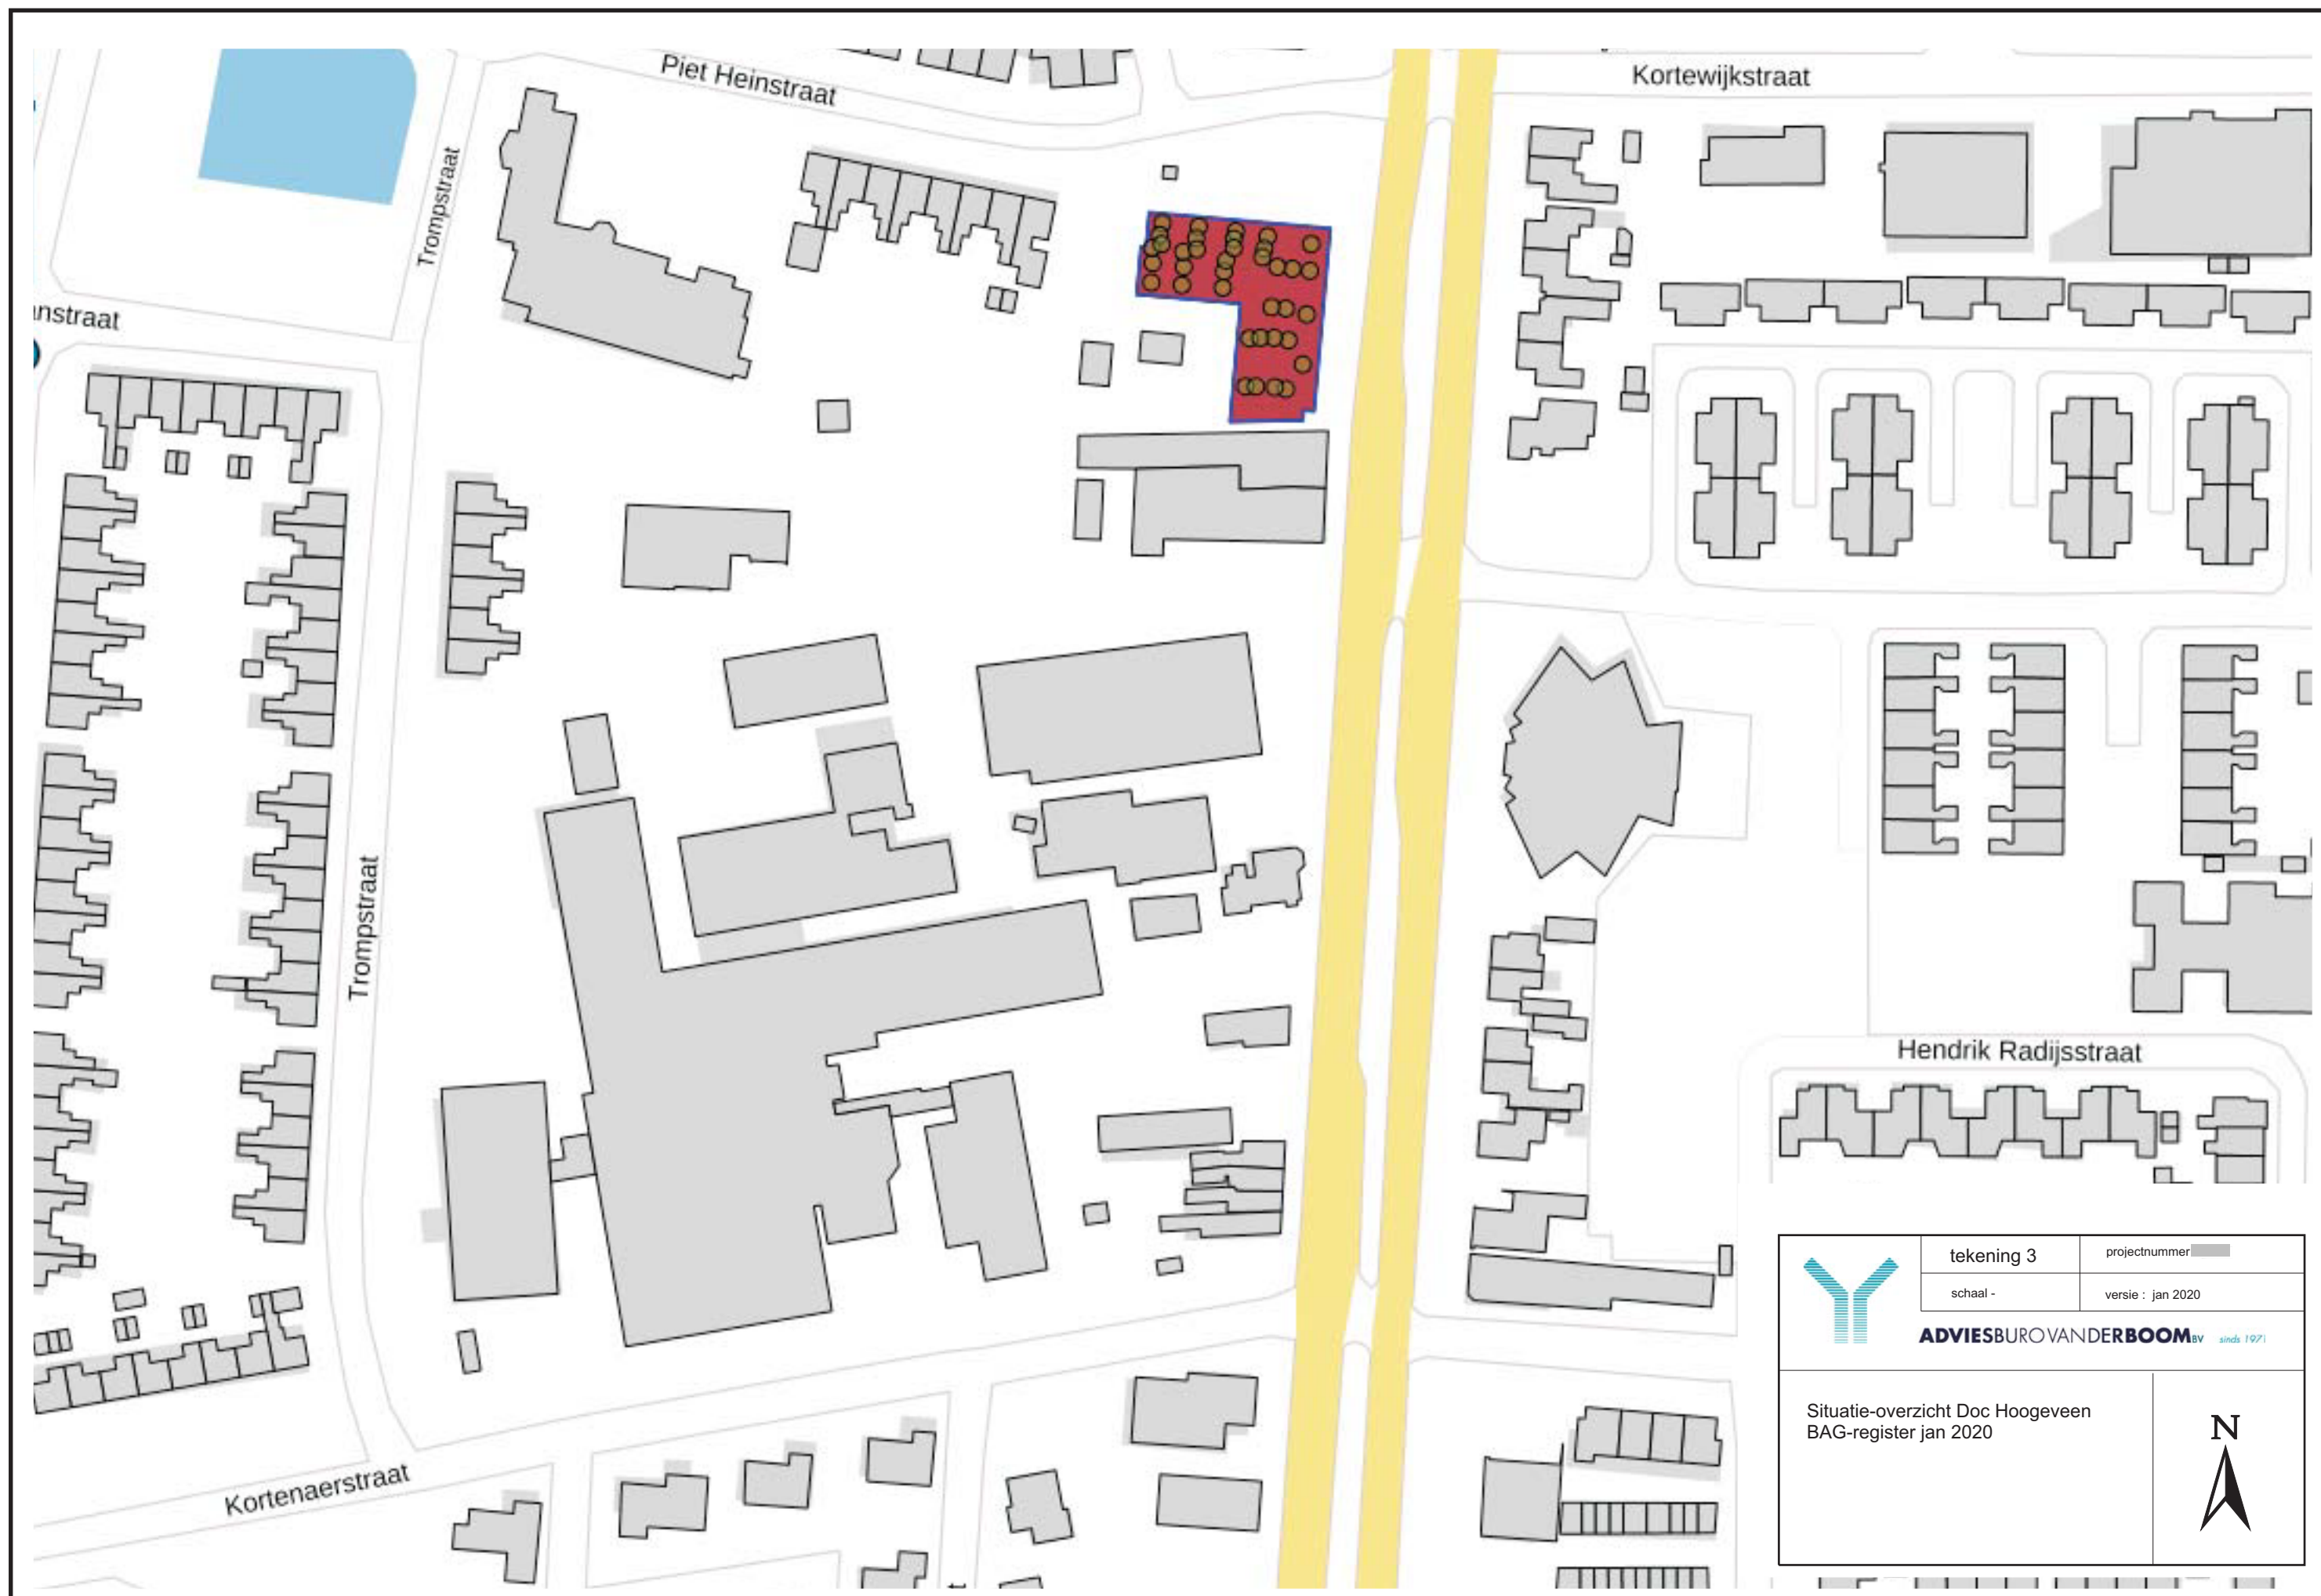 Piet Heinstraat
Kortewijkstraat
Trompstraat
nstraat
Trompstraat
Hendrik Radijsstraat
Kortenaerstraat
tekening 3
projectnummer
schaal -
versie : jan 2020
ADVIESBUROVANDERBOOMBV sinds 1971
Situatie-overzicht Doc Hoogeveen
BAG-register jan 2020
N